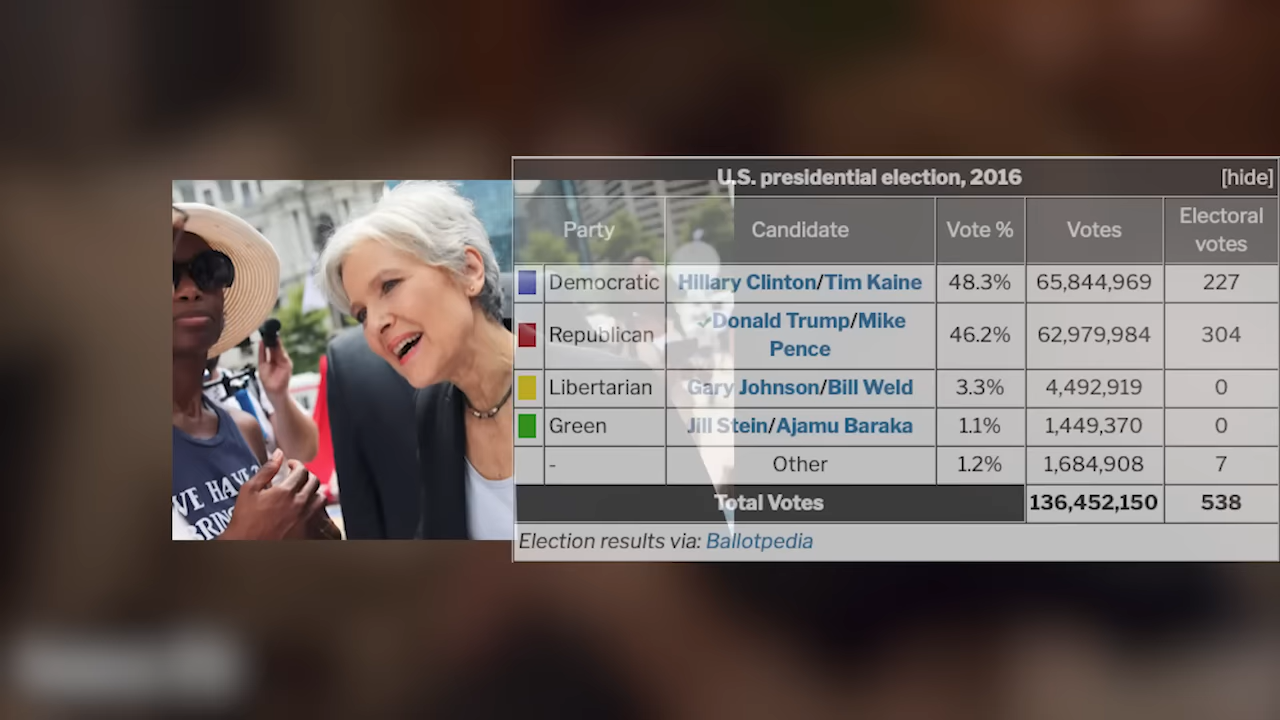 U.S. presidential election, 2016 [hide]
Party Candidate Vote % Votes Electoral votes
Democratic Hillary Clinton/Tim Kaine 48.3% 65,844,969 227
Republican ✓Donald Trump/Mike Pence 46.2% 62,979,984 304
Libertarian Gary Johnson/Bill Weld 3.3% 4,492,919 0
Green Jill Stein/Ajamu Baraka 1.1% 1,449,370 0
- Other 1.2% 1,684,908 7
Total Votes 136,452,150 538
Election results via: Ballotpedia
WE HAVE